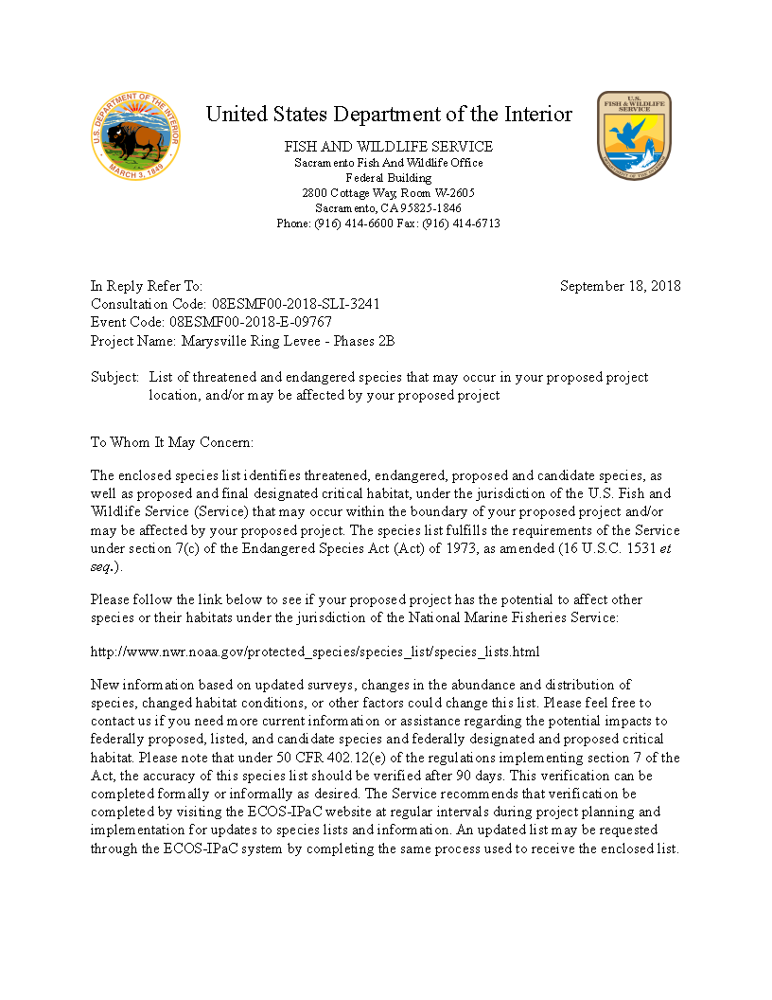 U.S. DEPARTMENT OF THE INTERIOR
MARCH 3, 1849
United States Department of the Interior
FISH AND WILDLIFE SERVICE
Sacramento Fish And Wildlife Office
Federal Building
2800 Cottage Way, Room W-2605
Sacramento, CA 95825-1846
Phone: (916) 414-6600 Fax: (916) 414-6713
U.S.
FISH & WILDLIFE
SERVICE
DEPARTMENT OF THE INTERIOR
In Reply Refer To:
September 18, 2018
Consultation Code: 08ESMF00-2018-SLI-3241
Event Code: 08ESMF00-2018-E-09767
Project Name: Marysville Ring Levee - Phases 2B
Subject: List of threatened and endangered species that may occur in your proposed project
location, and/or may be affected by your proposed project
To Whom It May Concern:
The enclosed species list identifies threatened, endangered, proposed and candidate species, as
well as proposed and final designated critical habitat, under the jurisdiction of the U.S. Fish and
Wildlife Service (Service) that may occur within the boundary of your proposed project and/or
may be affected by your proposed project. The species list fulfills the requirements of the Service
under section 7(c) of the Endangered Species Act (Act) of 1973, as amended (16 U.S.C. 1531 et
seq.).
Please follow the link below to see if your proposed project has the potential to affect other
species or their habitats under the jurisdiction of the National Marine Fisheries Service:
http://www.nwr.noaa.gov/protected_species/species_list/species_lists.html
New information based on updated surveys, changes in the abundance and distribution of
species, changed habitat conditions, or other factors could change this list. Please feel free to
contact us if you need more current information or assistance regarding the potential impacts to
federally proposed, listed, and candidate species and federally designated and proposed critical
habitat. Please note that under 50 CFR 402.12(e) of the regulations implementing section 7 of the
Act, the accuracy of this species list should be verified after 90 days. This verification can be
completed formally or informally as desired. The Service recommends that verification be
completed by visiting the ECOS-IPaC website at regular intervals during project planning and
implementation for updates to species lists and information. An updated list may be requested
through the ECOS-IPaC system by completing the same process used to receive the enclosed list.